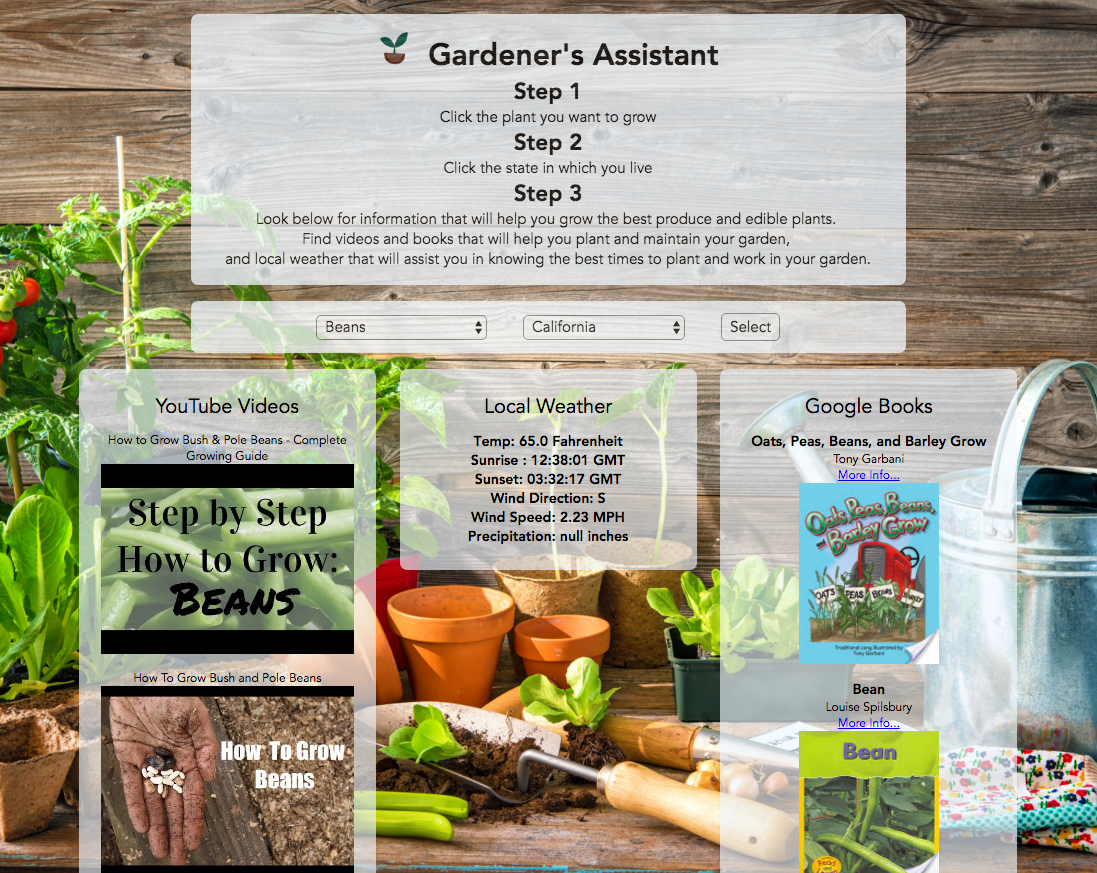 Gardener's Assistant
Step 1
Click the plant you want to grow
Step 2
Click the state in which you live
Step 3
Look below for information that will help you grow the best produce and edible plants.
Find videos and books that will help you plant and maintain your garden,
and local weather that will assist you in knowing the best times to plant and work in your garden.
Beans
California
Select
YouTube Videos
How to Grow Bush & Pole Beans - Complete
Growing Guide
Step by Step
How to Grow:
BEANS
How To Grow Bush and Pole Beans
How To Grow
Beans
Local Weather
Temp: 65.0 Fahrenheit
Sunrise : 12:38:01 GMT
Sunset: 03:32:17 GMT
Wind Direction: S
Wind Speed: 2.23 MPH
Precipitation: null inches
Google Books
Oats, Peas, Beans, and Barley Grow
Tony Garbani
More Info...
Oats, Peas, Beans,
Barley Grow
OATS PEAS BEANS
Traditional song illustrated by
Tony Garbani
Bean
Louise Spilsbury
More Info...
Bean
Read and